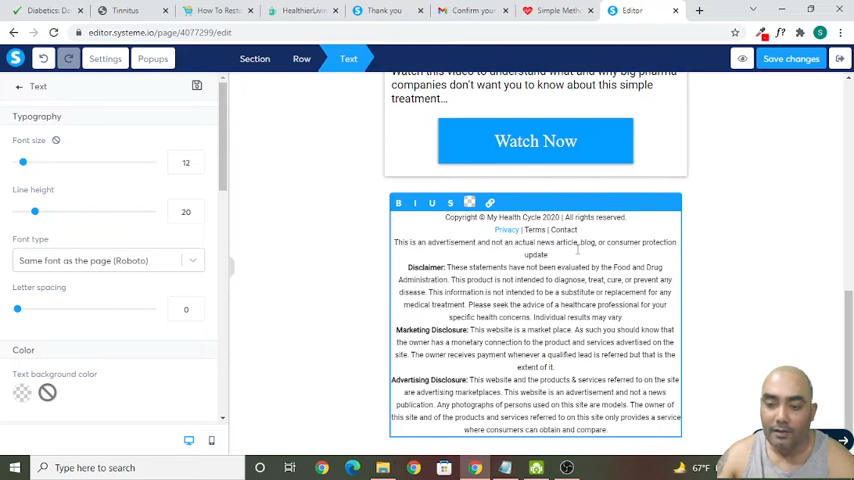 Diabetics: Do
Tinnitus
How To Resto
HealthierLivin
Thank you
Confirm your
Simple Metho
Editor
editor.systeme.io/page/4077299/edit
Settings
Popups
Section
Row
Text
Save changes
Text
Typography
Font size
12
Line height
20
Font type
Same font as the page (Roboto)
Letter spacing
0
Color
Text background color
Watch this video to understand what and why big pharma
companies don't want you to know about this simple
treatment...
Watch Now
B I U S
Copyright © My Health Cycle 2020 | All rights reserved.
Privacy | Terms | Contact
This is an advertisement and not an actual news article, blog, or consumer protection
update
Disclaimer: These statements have not been evaluated by the Food and Drug
Administration. This product is not intended to diagnose, treat, cure, or prevent any
disease. This information is not intended to be a substitute or replacement for any
medical treatment. Please seek the advice of a healthcare professional for your
specific health concerns. Individual results may vary.
Marketing Disclosure: This website is a market place. As such you should know that
the owner has a monetary connection to the product and services advertised on the
site. The owner receives payment whenever a qualified lead is referred but that is the
extent of it.
Advertising Disclosure: This website and the products & services referred to on the site
are advertising marketplaces. This website is an advertisement and not a news
publication. Any photographs of persons used on this site are models. The owner of
this site and of the products and services referred to on this site only provides a service
where consumers can obtain and compare.
Type here to search
67°F